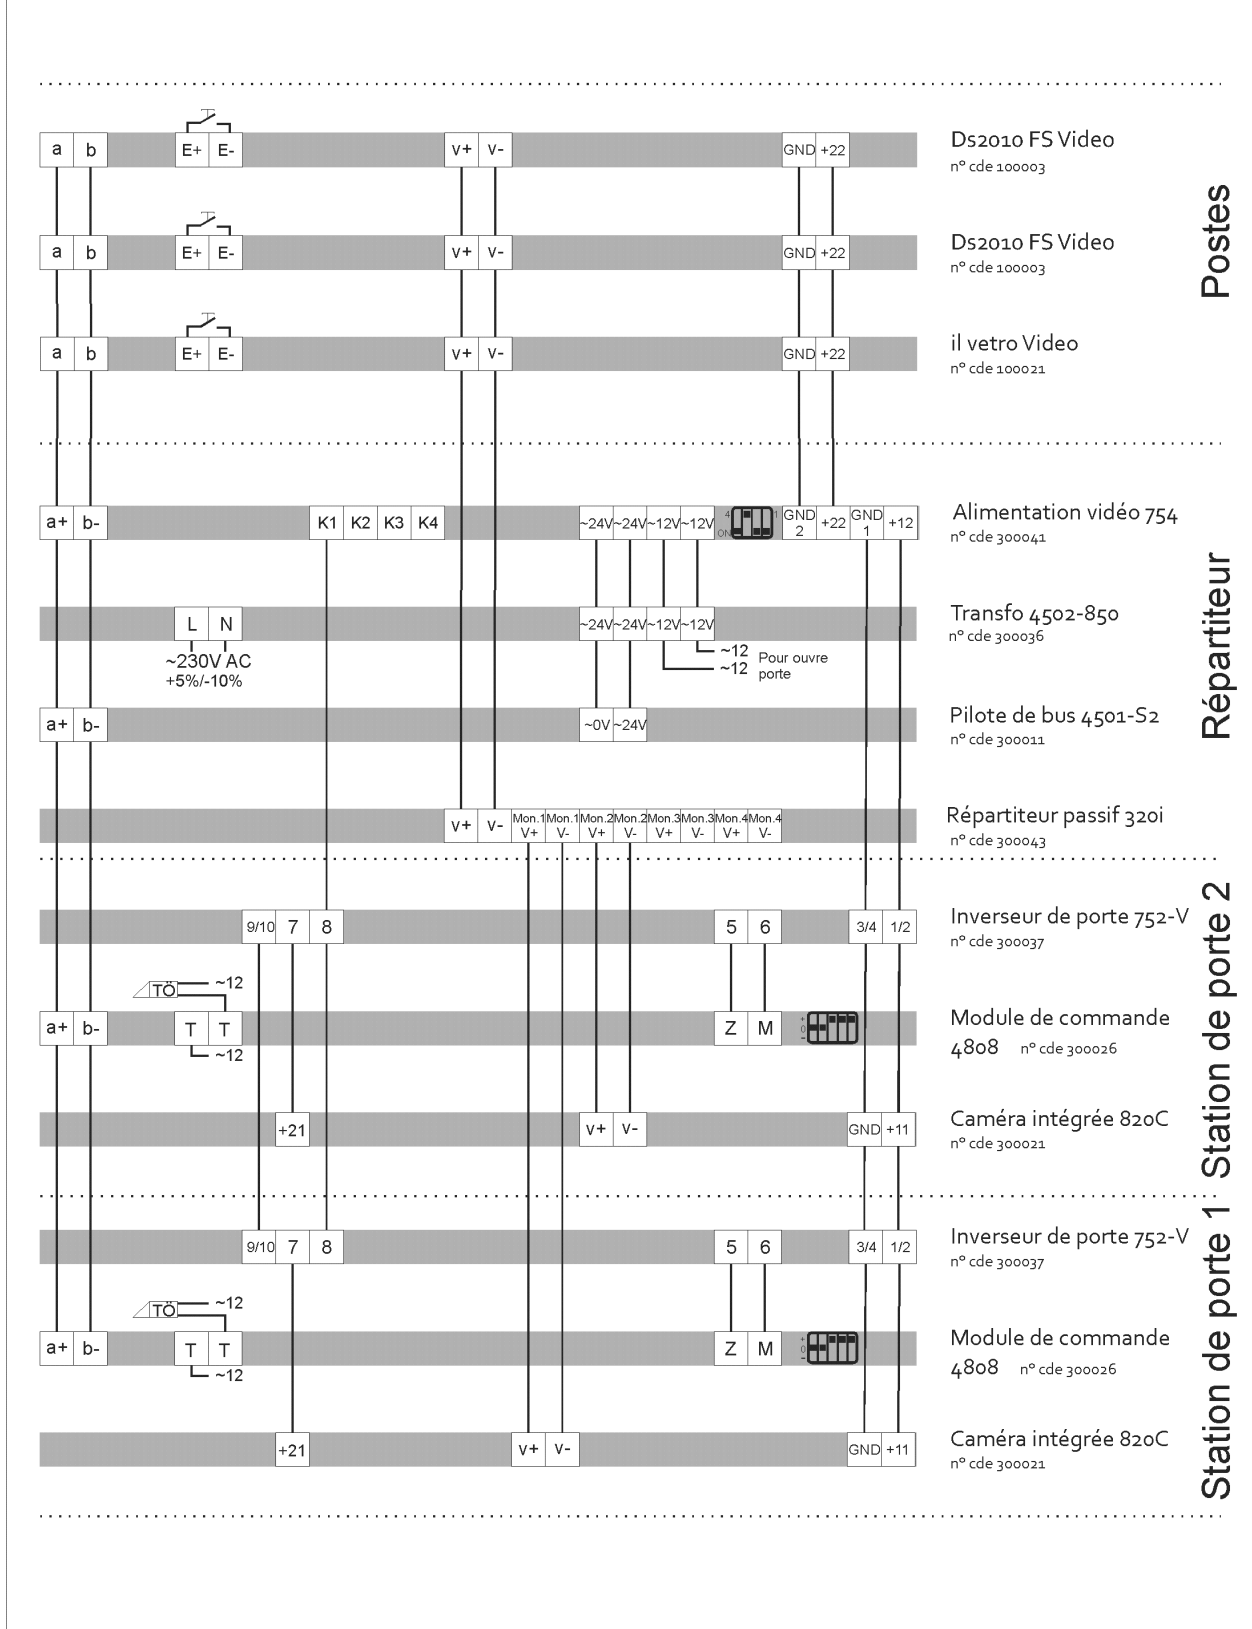 a b E+ E- v+ v- GND +22 Ds2010 FS Video
n° cde 100003
a b E+ E- v+ v- GND +22 Ds2010 FS Video
n° cde 100003
a b E+ E- v+ v- GND +22 il vetro Video
n° cde 100021
Postes
a+ b- K1 K2 K3 K4 ~24V ~24V ~12V ~12V 4 1 ON GND 2 +22 GND 1 +12 Alimentation vidéo 754
n° cde 300041
L N ~24V ~24V ~12V ~12V Transfo 4502-850
n° cde 300036
~230V AC
+5%/-10%
~12
~12
Pour ouvre
porte
a+ b- ~0V ~24V Pilote de bus 4501-S2
n° cde 300011
v+ v- Mon.1 V+ Mon.1 V- Mon.2 V+ Mon.2 V- Mon.3 V+ Mon.3 V- Mon.4 V+ Mon.4 V- Répartiteur passif 320i
n° cde 300043
Répartiteur
9/10 7 8 5 6 3/4 1/2 Inverseur de porte 752-V
n° cde 300037
TÖ ~12
a+ b- T T Z M + 0 - Module de commande
4808 n° cde 300026
~12
+21 v+ v- GND +11 Caméra intégrée 820C
n° cde 300021
Station de porte 2
9/10 7 8 5 6 3/4 1/2 Inverseur de porte 752-V
n° cde 300037
TÖ ~12
a+ b- T T Z M + 0 - Module de commande
4808 n° cde 300026
~12
+21 v+ v- GND +11 Caméra intégrée 820C
n° cde 300021
Station de porte 1